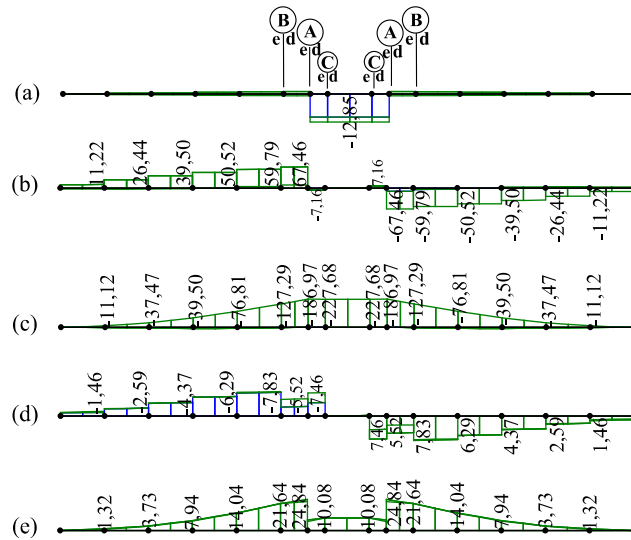 B A A B
e d e d e d e d
C C
e d e d
(a) -12,85
(b) 11,22 26,44 39,50 50,52 59,79 67,46 -7,16 7,16 -67,46 -59,79 -50,52 -39,50 -26,44 -11,22
(c) -11,12 -37,47 -39,50 -76,81 -127,29 -186,97 -227,68 -227,68 -186,97 -127,29 -76,81 -39,50 -37,47 -11,12
(d) -1,46 -2,59 -4,37 -6,29 -7,83 -5,52 -7,46 7,46 5,52 7,83 6,29 4,37 2,59 1,46
(e) 1,32 3,73 7,94 14,04 21,64 24,84 10,08 10,08 24,84 21,64 14,04 7,94 3,73 1,32